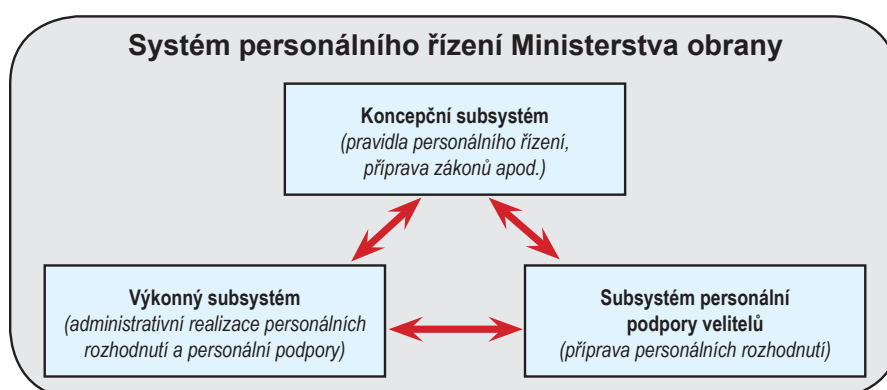 Systém personálního řízení Ministerstva obrany
Koncepční subsystém
(pravidla personálního řízení,
příprava zákonů apod.)
Výkonný subsystém
(administrativní realizace personálních
rozhodnutí a personální podpory)
Subsystém personální
podpory velitelů
(příprava personálních rozhodnutí)